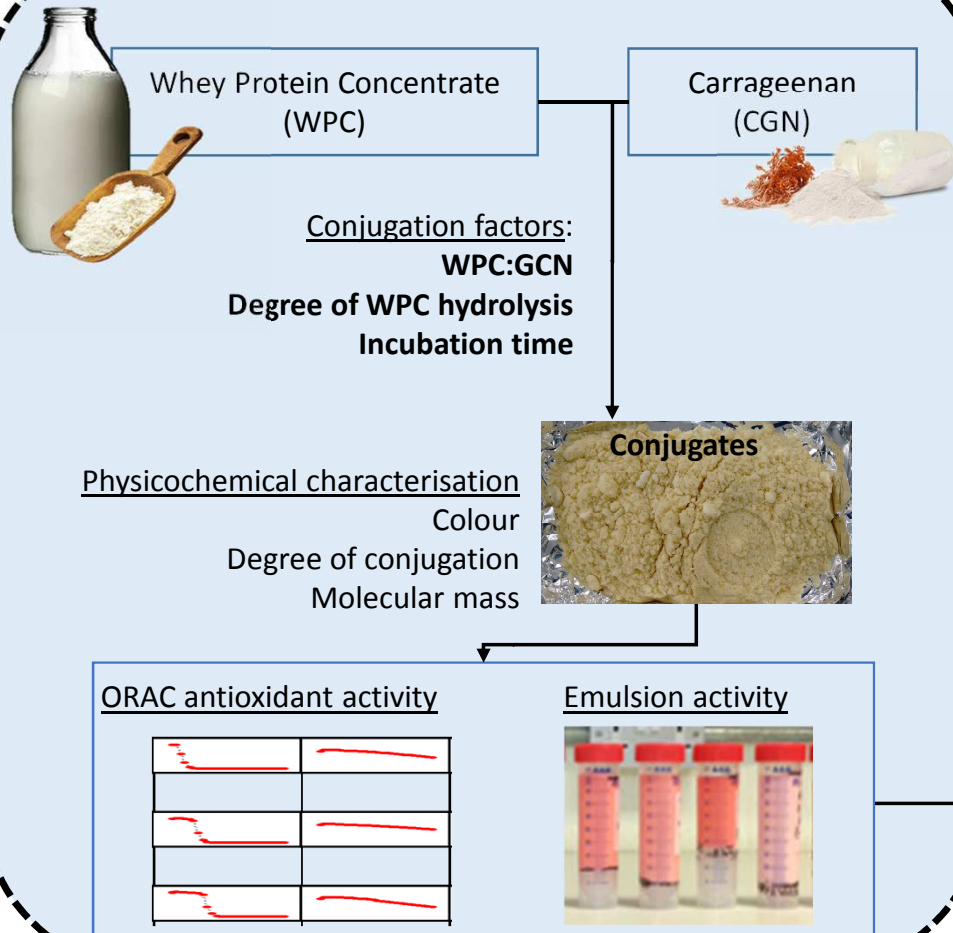 Whey Protein Concentrate
(WPC)
Carrageenan
(CGN)
Conjugation factors:
WPC:GCN
Degree of WPC hydrolysis
Incubation time
Conjugates
Physicochemical characterisation
Colour
Degree of conjugation
Molecular mass
ORAC antioxidant activity
Emulsion activity